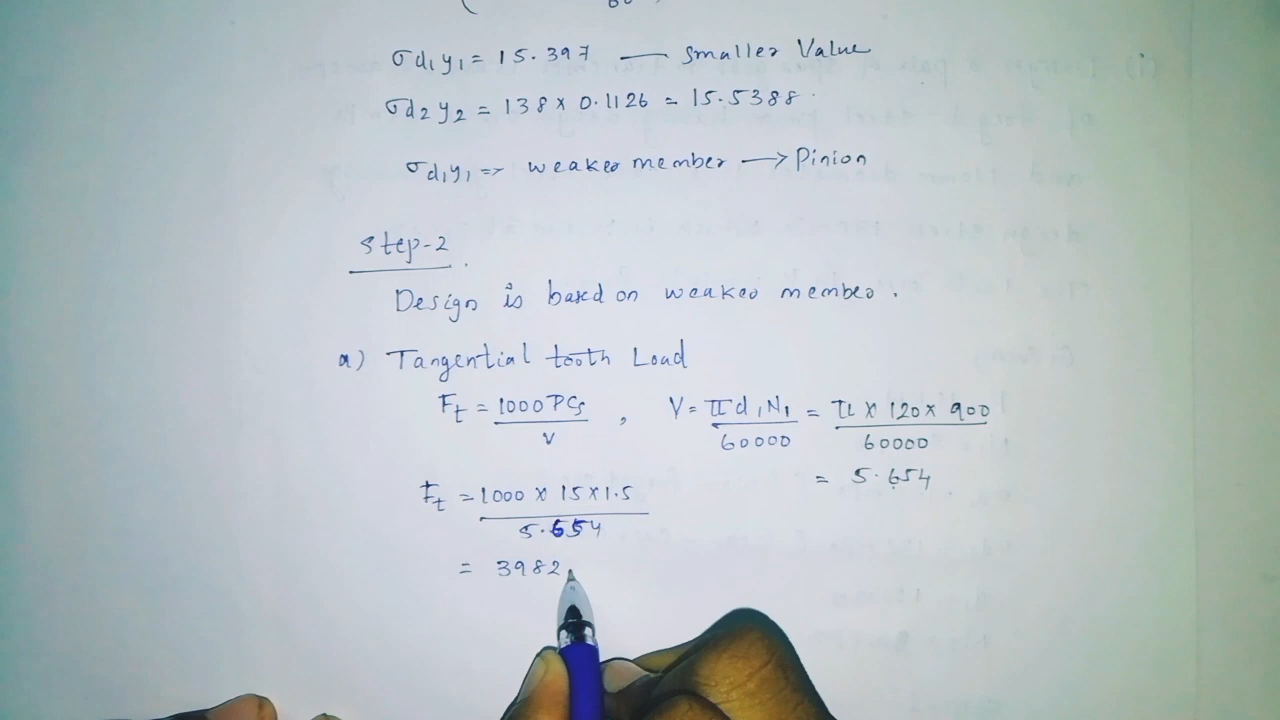 σd₁y₁ = 15.397 — smaller Value
σd₂y₂ = 138 x 0.1126 = 15.5388
σd₁y₁ => weaker member → Pinion
Step-2
Design is based on weaker member.
a) Tangential tooth Load
Ft = 1000PCs / V , V = πd₁N₁ / 60000 = π x 120 x 900 / 60000
= 5.654
Ft = 1000 x 15 x 1.5 / 5.654
= 3982